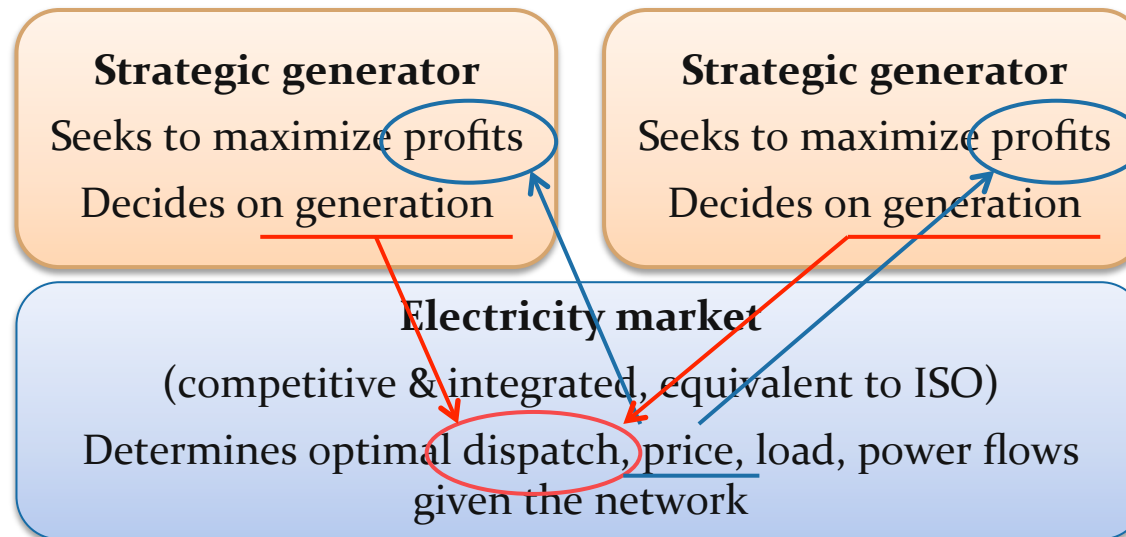 Strategic generator
Seeks to maximize profits
Decides on generation
Strategic generator
Seeks to maximize profits
Decides on generation
Electricity market
(competitive & integrated, equivalent to ISO)
Determines optimal dispatch, price, load, power flows
given the network